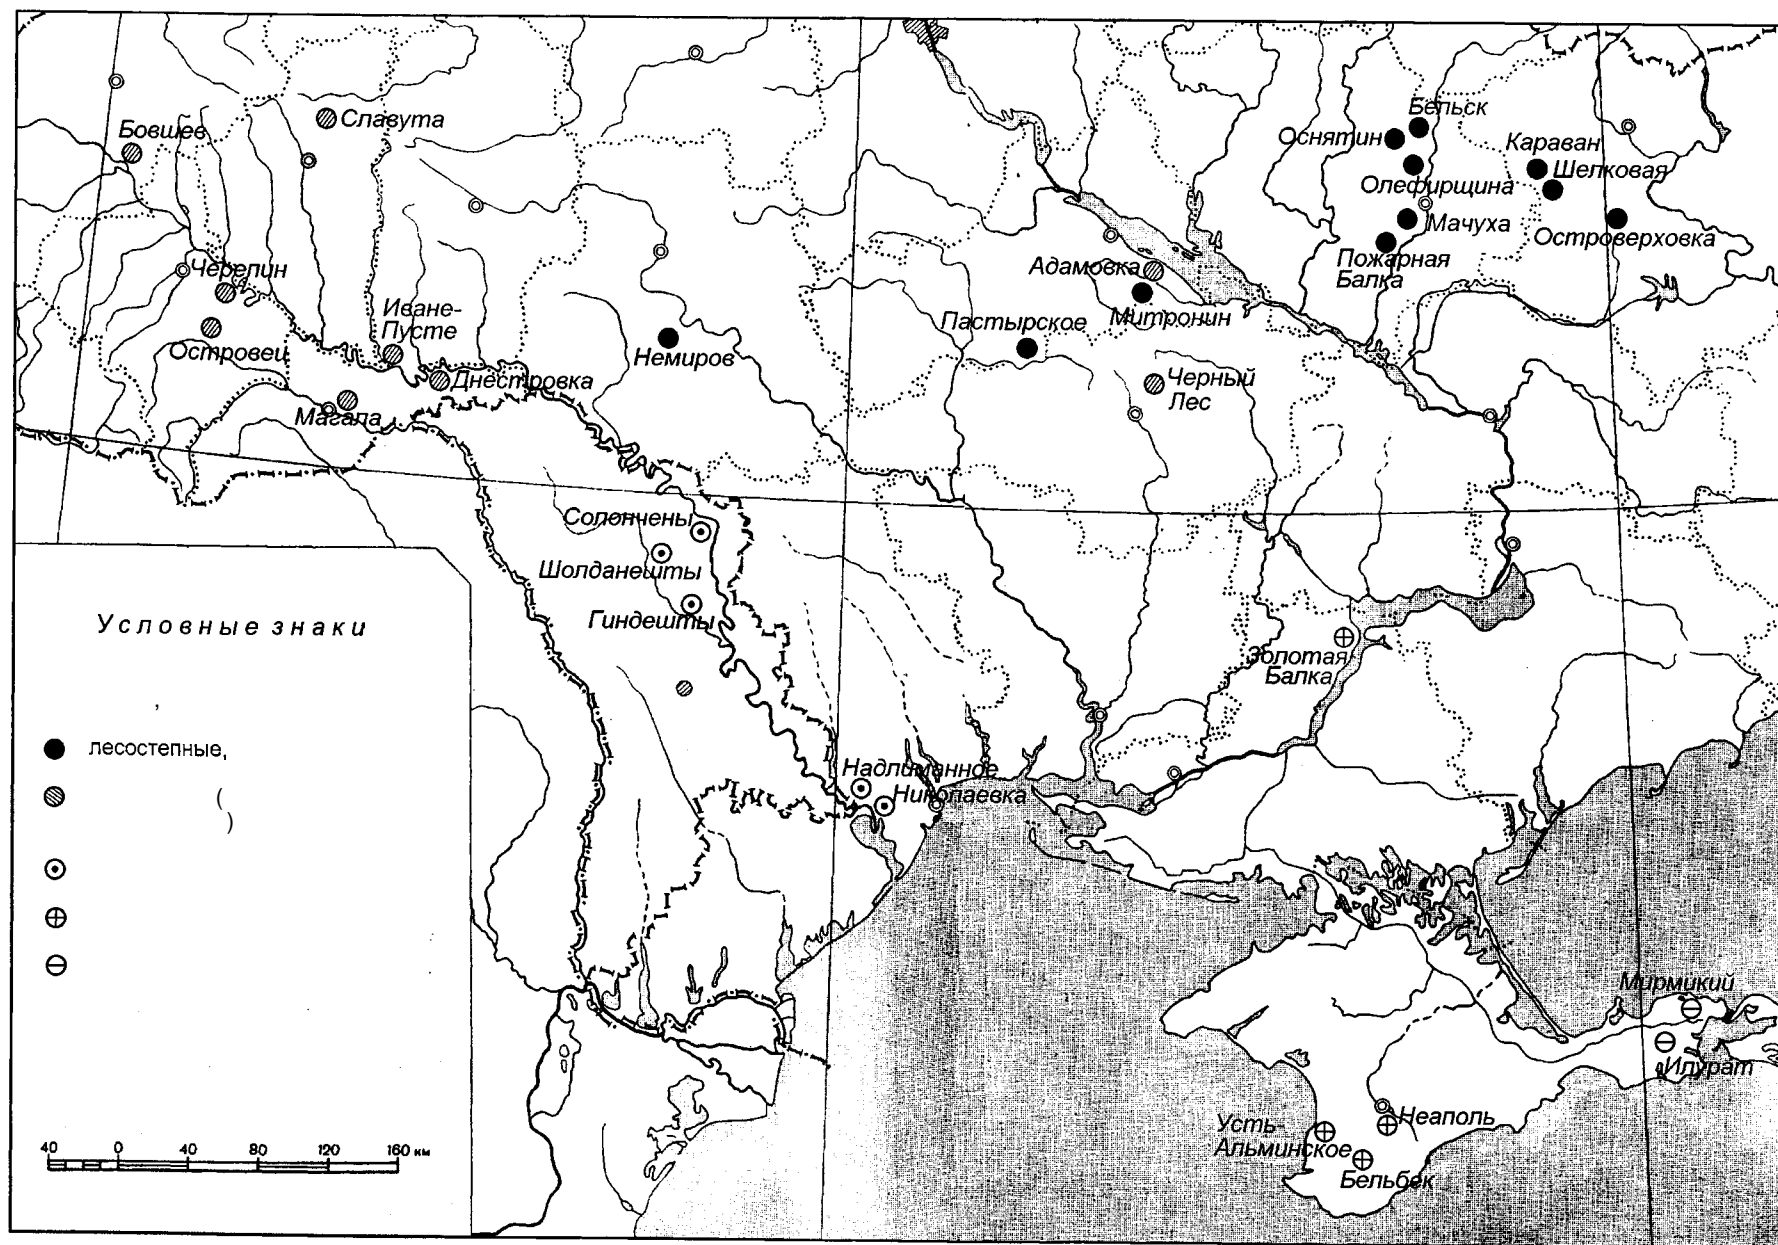 Бельск
Славута
Бовшев
Оснятин
Караван
Шелковая
Олефирщина
Мачуха
Островерховка
Пожарная
Балка
Черепин
Адамовка
Иване-
Пусте
Митронин
Пастырское
Островец
Немиров
Днестровка
Черный
Лес
Магала
Солончены
Шолданешты
Гиндешты
Условные знаки
Золотая
Балка
лесостепные,
(
)
Надлиманное
Николаевка
Мирмикий
Илурат
Неаполь
Усть-
Альминское
Бельбек
40 0 40 80 120 160 км